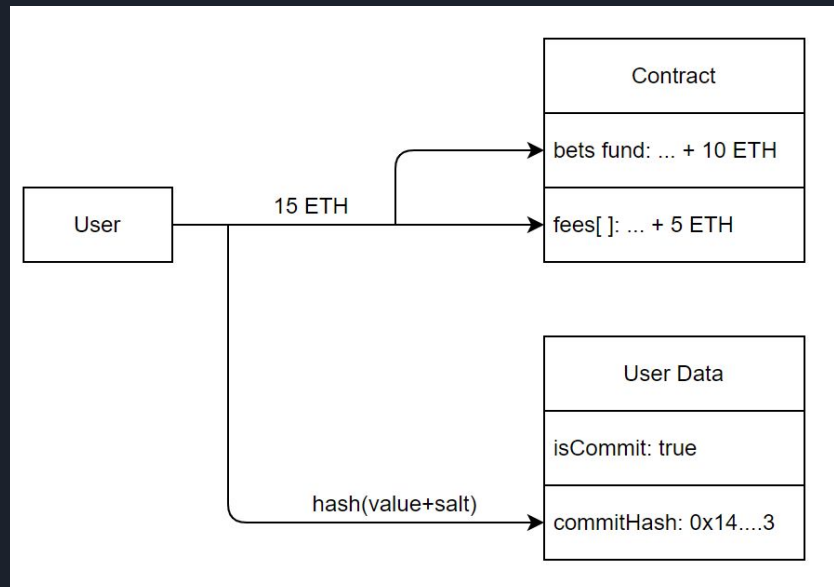 Contract
bets fund: ... + 10 ETH
15 ETH
User
fees[ ]: ... + 5 ETH
User Data
isCommit: true
hash(value+salt)
commitHash: 0x14....3